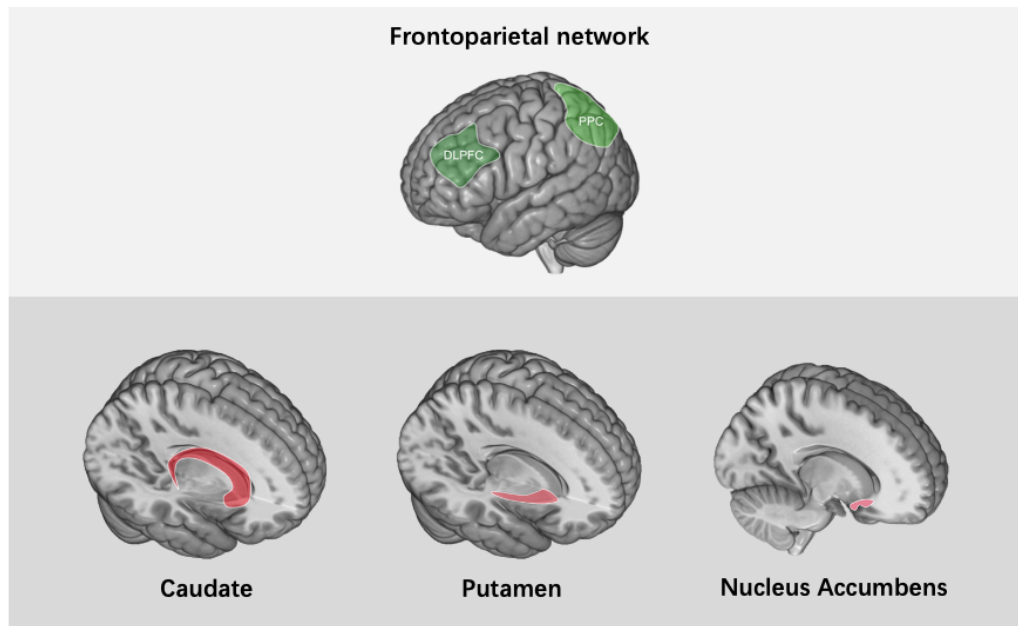 Frontoparietal network
PPC
DLPFC
Caudate
Putamen
Nucleus Accumbens